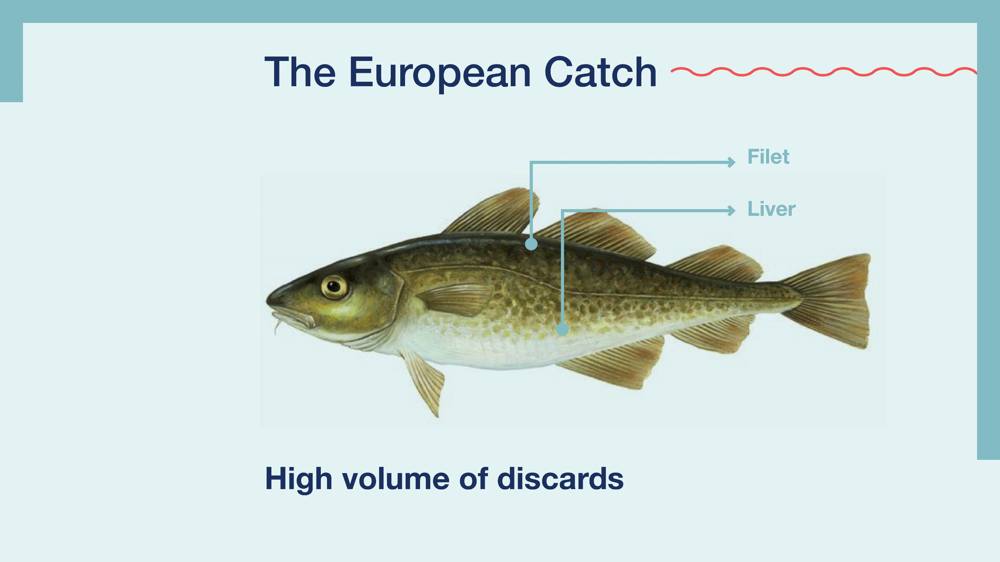 The European Catch
Filet
Liver
High volume of discards